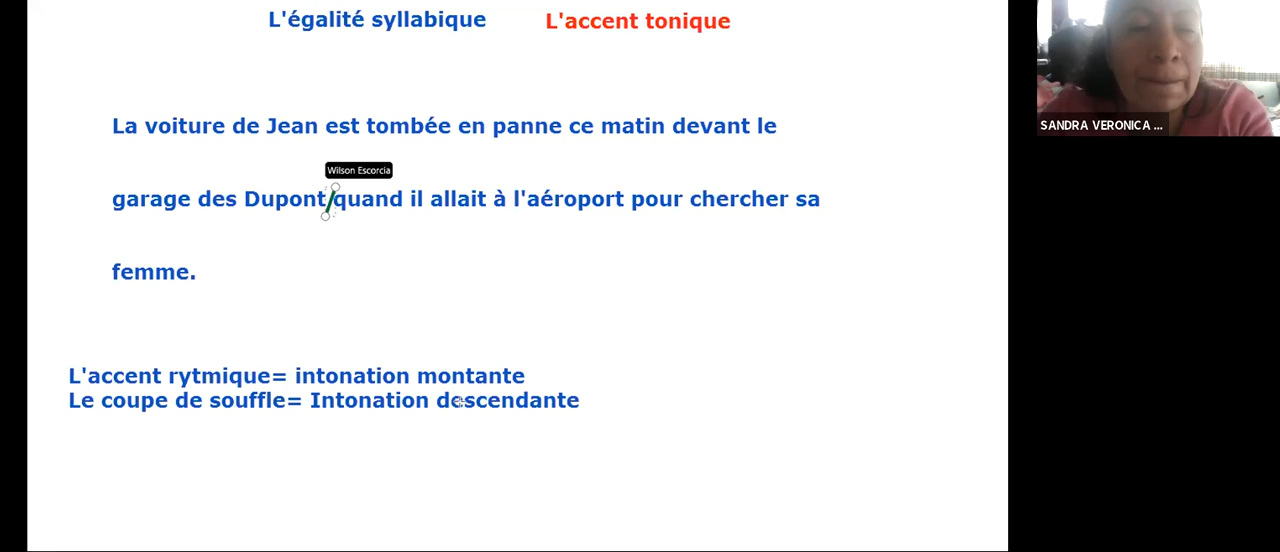 L'égalité syllabique L'accent tonique
SANDRA VERONICA ...
La voiture de Jean est tombée en panne ce matin devant le
Wilson Escorcia
garage des Dupont/quand il allait à l'aéroport pour chercher sa
femme.
L'accent rytmique= intonation montante
Le coupe de souffle= Intonation descendante